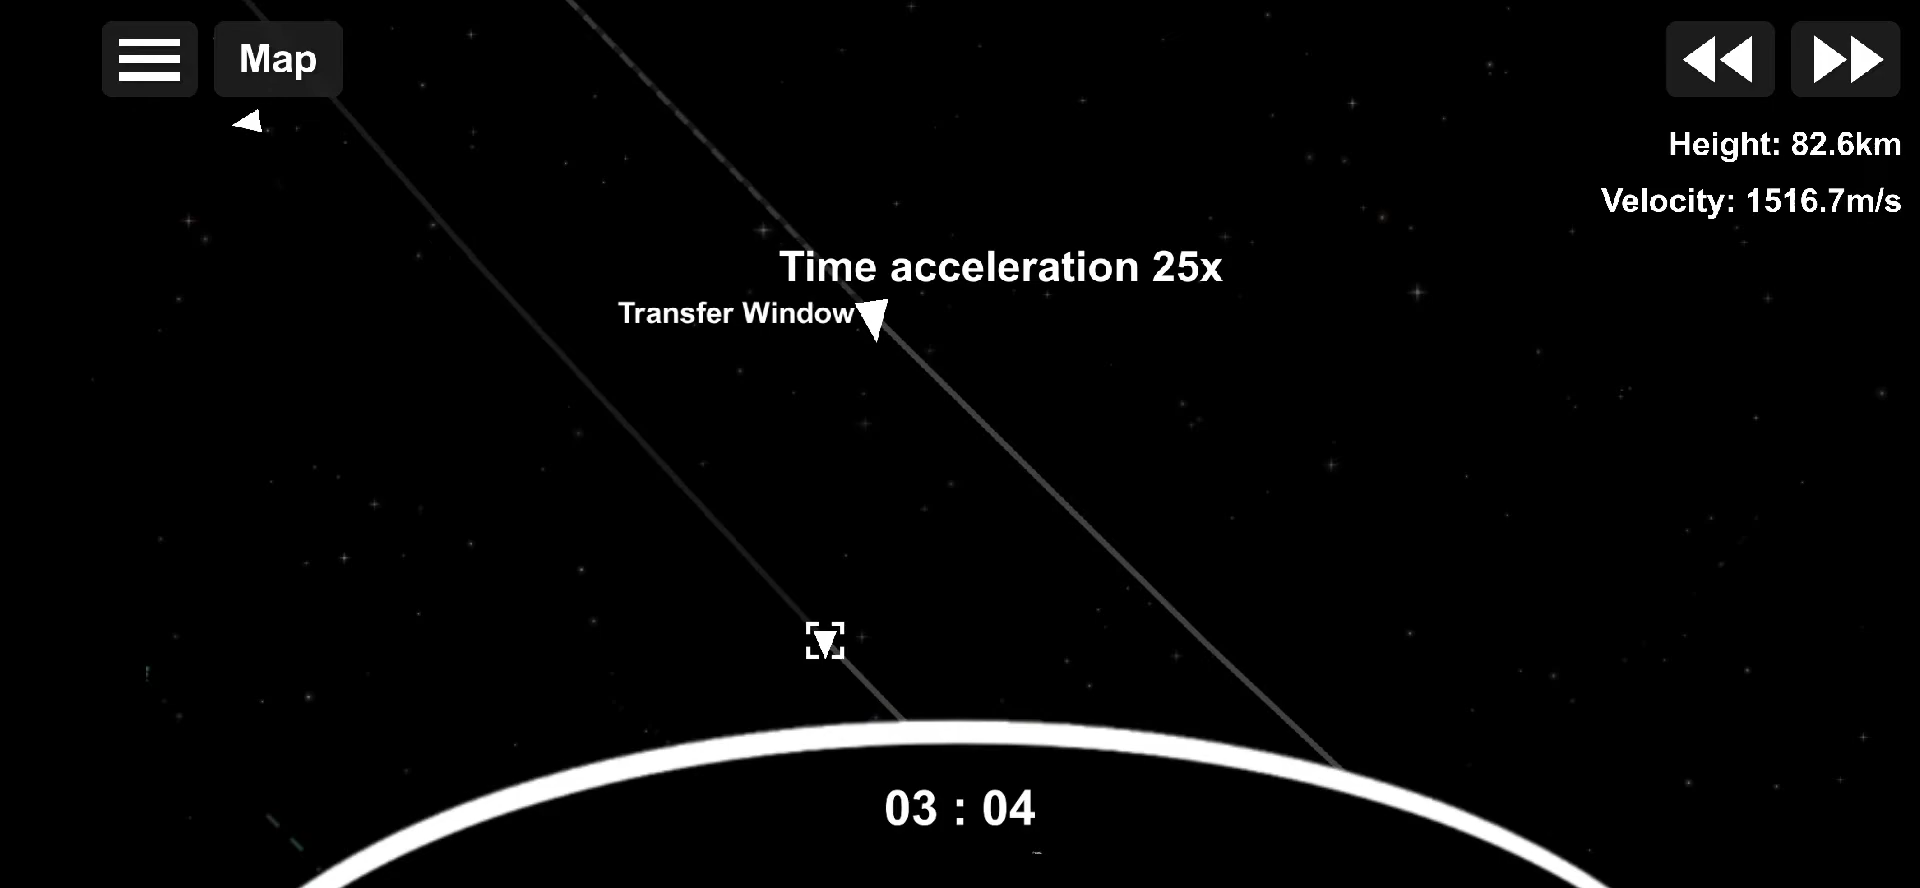 Map
Height: 82.6km
Velocity: 1516.7m/s
Time acceleration 25x
Transfer Window
03 : 04